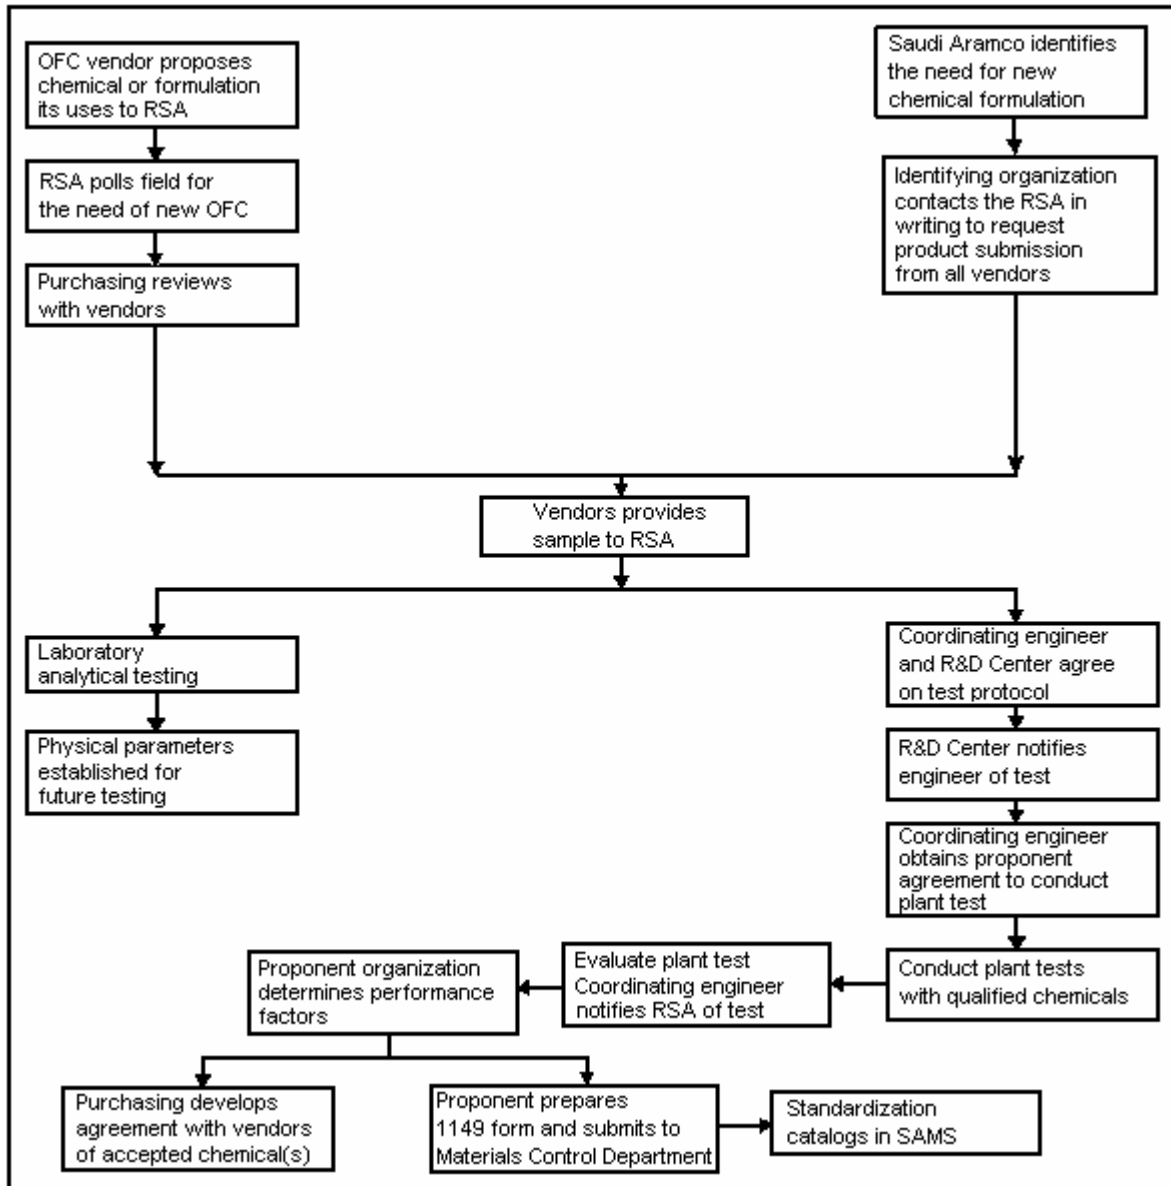 OFC vendor proposes
chemical or formulation
its uses to RSA
Saudi Aramco identifies
the need for new
chemical formulation
RSA polls field for
the need of new OFC
Identifying organization
contacts the RSA in
writing to request
product submission
from all vendors
Purchasing reviews
with vendors
Vendors provides
sample to RSA
Laboratory
analytical testing
Physical parameters
established for
future testing
Coordinating engineer
and R&D Center agree
on test protocol
R&D Center notifies
engineer of test
Coordinating engineer
obtains proponent
agreement to conduct
plant test
Conduct plant tests
with qualified chemicals
Evaluate plant test
Coordinating engineer
notifies RSA of test
Proponent organization
determines performance
factors
Purchasing develops
agreement with vendors
of accepted chemical(s)
Proponent prepares
1149 form and submits to
Materials Control Department
Standardization
catalogs in SAMS